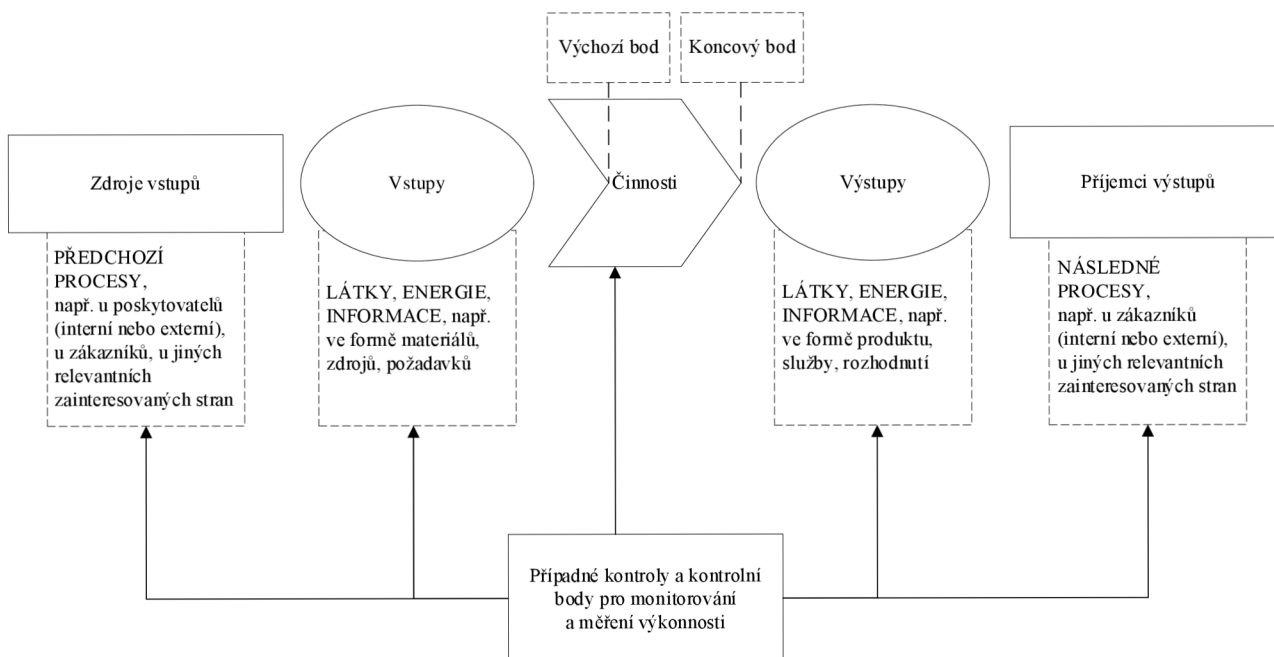 Výchozí bod
Koncový bod
Zdroje vstupů
Vstupy
Činnosti
Výstupy
Příjemci výstupů
PŘEDCHOZÍ
PROCESY,
např. u poskytovatelů
(interní nebo externí),
u zákazníků, u jiných
relevantních
zainteresovaných stran
LÁTKY, ENERGIE,
INFORMACE, např.
ve formě materiálů,
zdrojů, požadavků
LÁTKY, ENERGIE,
INFORMACE, např.
ve formě produktu,
služby, rozhodnutí
NÁSLEDNÉ
PROCESY,
např. u zákazníků
(interní nebo externí),
u jiných relevantních
zainteresovaných stran
Případné kontroly a kontrolní
body pro monitorování
a měření výkonnosti